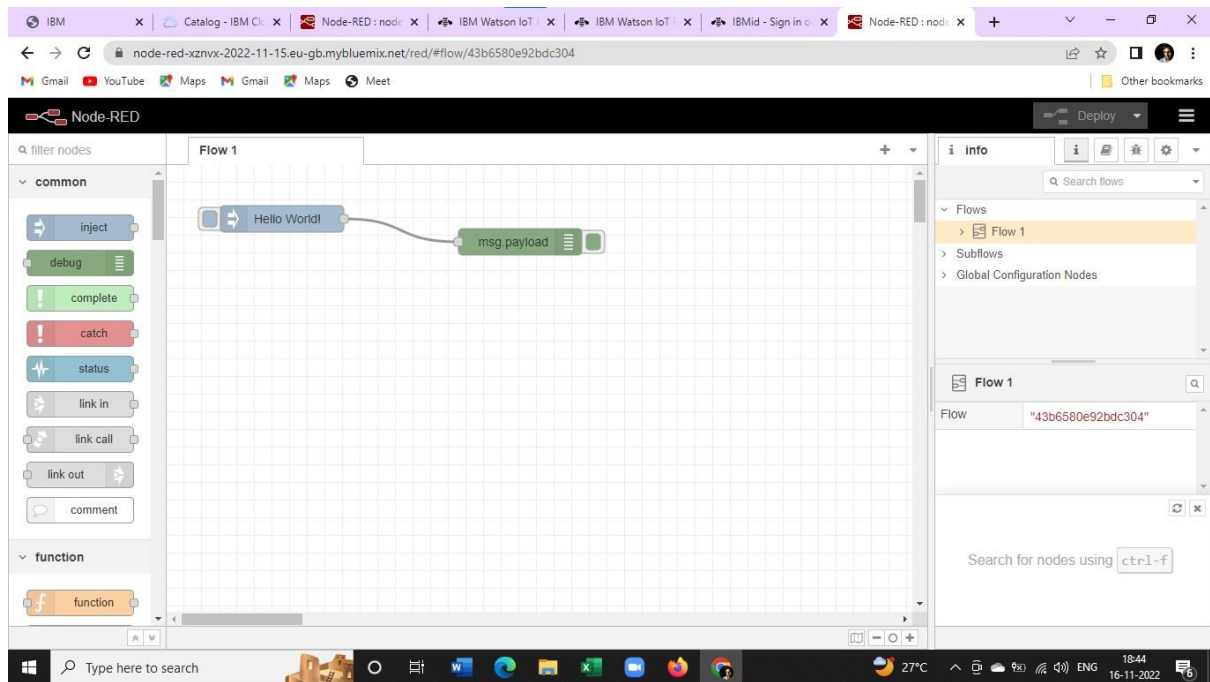 IBM
Catalog - IBM Clo
Node-RED : node
IBM Watson IoT
IBM Watson IoT
IBMid - Sign in o
Node-RED : node
node-red-xznvx-2022-11-15.eu-gb.mybluemix.net/red/#flow/43b6580e92bdc304
Gmail YouTube Maps Gmail Maps Meet Other bookmarks
Node-RED Deploy
filter nodes
Flow 1
info
Search flows
common
inject
debug
complete
catch
status
link in
link call
link out
comment
function
function
Hello World!
msg.payload
Flows
Flow 1
Subflows
Global Configuration Nodes
Flow 1
Flow "43b6580e92bdc304"
Search for nodes using ctrl-f
Type here to search
27°C ENG 18:44
16-11-2022
6